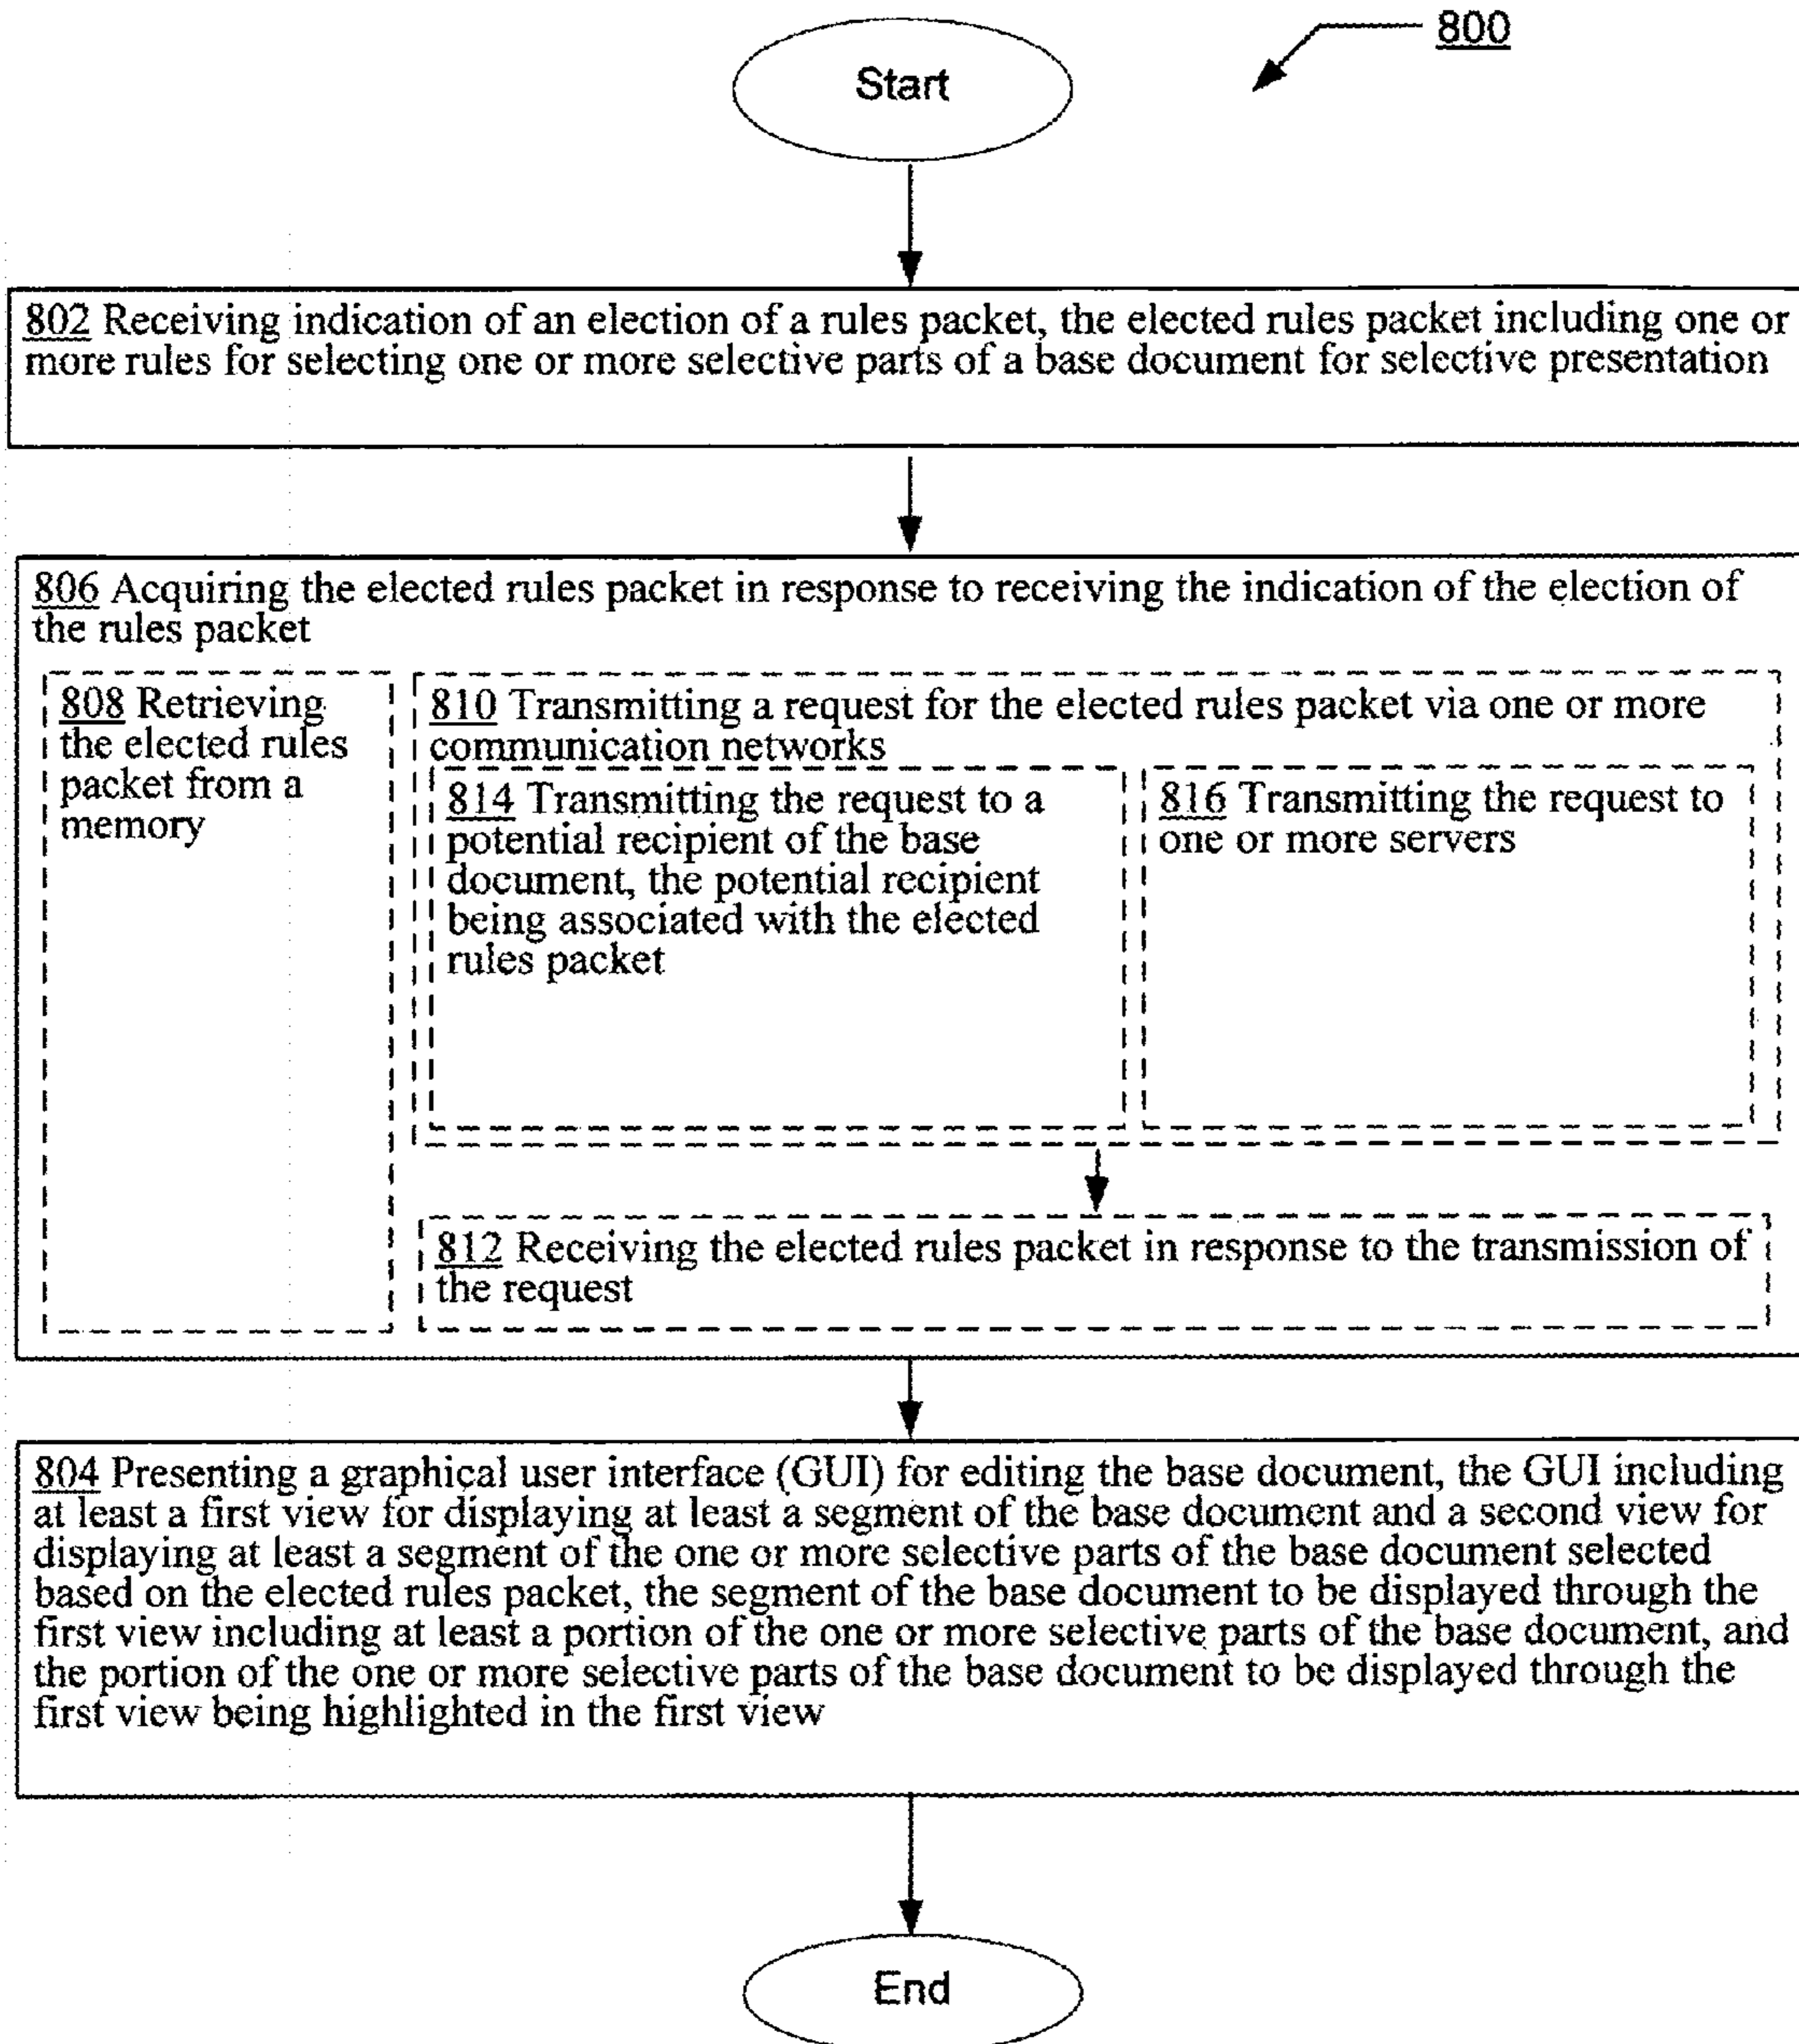 800
Start
802 Receiving indication of an election of a rules packet, the elected rules packet including one or
more rules for selecting one or more selective parts of a base document for selective presentation
806 Acquiring the elected rules packet in response to receiving the indication of the election of
the rules packet
808 Retrieving
the elected rules
packet from a
memory
810 Transmitting a request for the elected rules packet via one or more
communication networks
814 Transmitting the request to a
potential recipient of the base
document, the potential recipient
being associated with the elected
rules packet
816 Transmitting the request to
one or more servers
812 Receiving the elected rules packet in response to the transmission of
the request
804 Presenting a graphical user interface (GUI) for editing the base document, the GUI including
at least a first view for displaying at least a segment of the base document and a second view for
displaying at least a segment of the one or more selective parts of the base document selected
based on the elected rules packet, the segment of the base document to be displayed through the
first view including at least a portion of the one or more selective parts of the base document, and
the portion of the one or more selective parts of the base document to be displayed through the
first view being highlighted in the first view
End